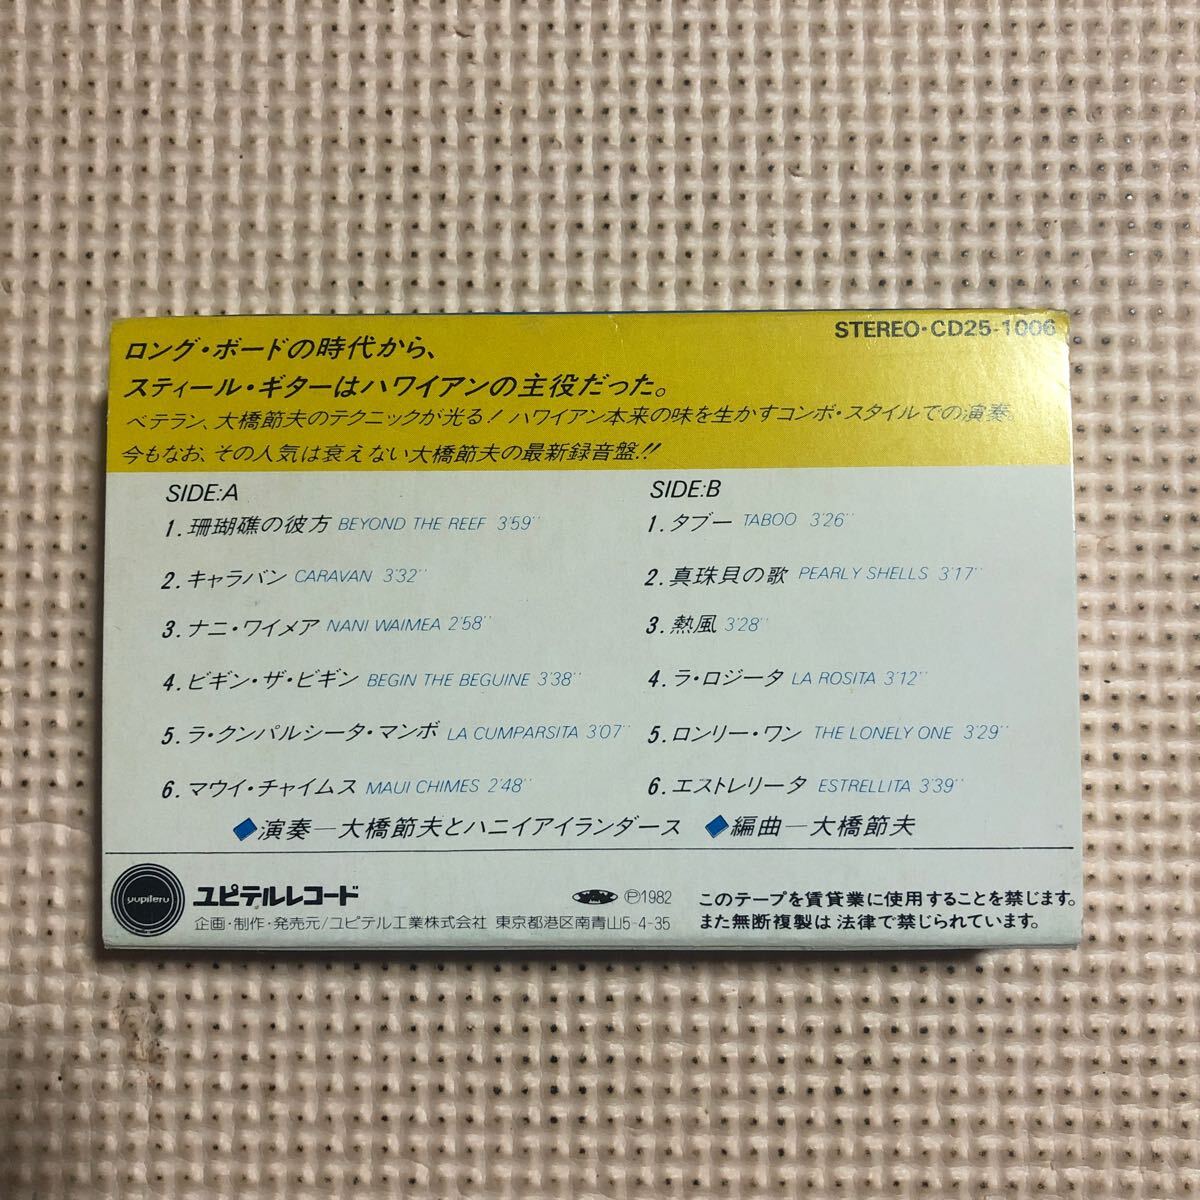 STEREO・CD25-1006
ロング・ボードの時代から、
スティール・ギターはハワイアンの主役だった。
ベテラン、大橋節夫のテクニックが光る! ハワイアン本来の味を生かすコンボ・スタイルでの演奏。
今もなお、その人気は衰えない大橋節夫の最新録音盤!!
SIDE:A
1. 珊瑚礁の彼方 BEYOND THE REEF 3'59''
2. キャラバン CARAVAN 3'32''
3. ナニ・ワイメア NANI WAIMEA 2'58''
4. ビギン・ザ・ビギン BEGIN THE BEGUINE 3'38''
5. ラ・クンパルシータ・マンボ LA CUMPARSITA 3'07''
6. マウイ・チャイムス MAUI CHIMES 2'48''
SIDE:B
1. タブー TABOO 3'26''
2. 真珠貝の歌 PEARLY SHELLS 3'17''
3. 熱風 3'28''
4. ラ・ロジータ LA ROSITA 3'12''
5. ロンリー・ワン THE LONELY ONE 3'29''
6. エストレリータ ESTRELLITA 3'39''
◆演奏―大橋節夫とハニイアイランダース ◆編曲―大橋節夫
yupiteru
ユピテルレコード
Ⓟ1982
企画・制作・発売元/ユピテル工業株式会社 東京都港区南青山5-4-35
このテープを賃貸業に使用することを禁じます。
また無断複製は法律で禁じられています。